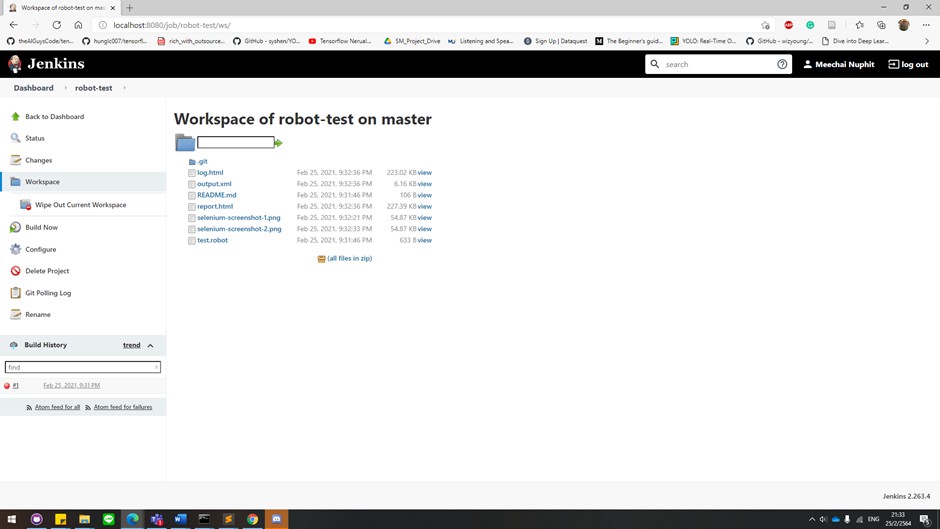 Workspace of robot-test on mas
localhost:8080/job/robot-test/ws/
theAIGuysCode/ten...
hunglc007/tensorfl...
rich_with_outsource...
GitHub - syshen/YO...
Tensorflow Nerual...
SM_Project_Drive
Listening and Spea...
Sign Up | Dataquest
The Beginner's guid...
YOLO: Real-Time O...
GitHub - wizyoung/...
Dive into Deep Lear...
Jenkins
search
Meechai Nuphit
log out
Dashboard
robot-test
Back to Dashboard
Status
Changes
Workspace
Wipe Out Current Workspace
Build Now
Configure
Delete Project
Git Polling Log
Rename
Build History trend
find x
#1 Feb 25, 2021, 9:31 PM
Atom feed for all Atom feed for failures
Workspace of robot-test on master
.git
log.html Feb 25, 2021, 9:32:36 PM 223.02 KB view
output.xml Feb 25, 2021, 9:32:36 PM 6.16 KB view
README.md Feb 25, 2021, 9:31:46 PM 106 B view
report.html Feb 25, 2021, 9:32:36 PM 227.39 KB view
selenium-screenshot-1.png Feb 25, 2021, 9:32:21 PM 54.87 KB view
selenium-screenshot-2.png Feb 25, 2021, 9:32:33 PM 54.87 KB view
test.robot Feb 25, 2021, 9:31:46 PM 633 B view
(all files in zip)
Jenkins 2.263.4
ENG
21:33
25/2/2564